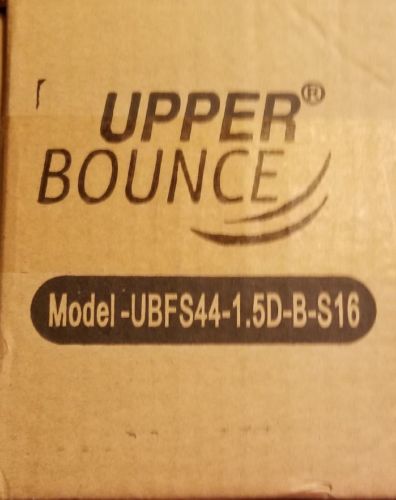 UPPER®
BOUNCE
Model -UBFS44-1.5D-B-S16